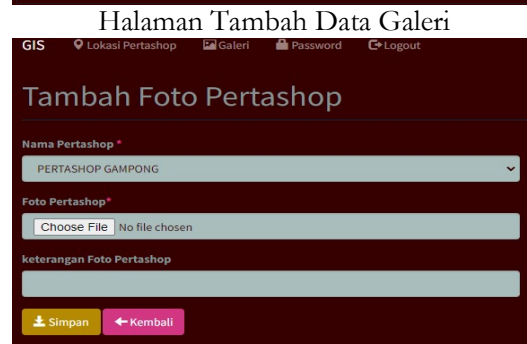 Halaman Tambah Data Galeri
GIS Lokasi Pertashop Galeri Password Logout
Tambah Foto Pertashop
Nama Pertashop *
PERTASHOP GAMPONG
Foto Pertashop*
Choose File No file chosen
keterangan Foto Pertashop
Simpan Kembali